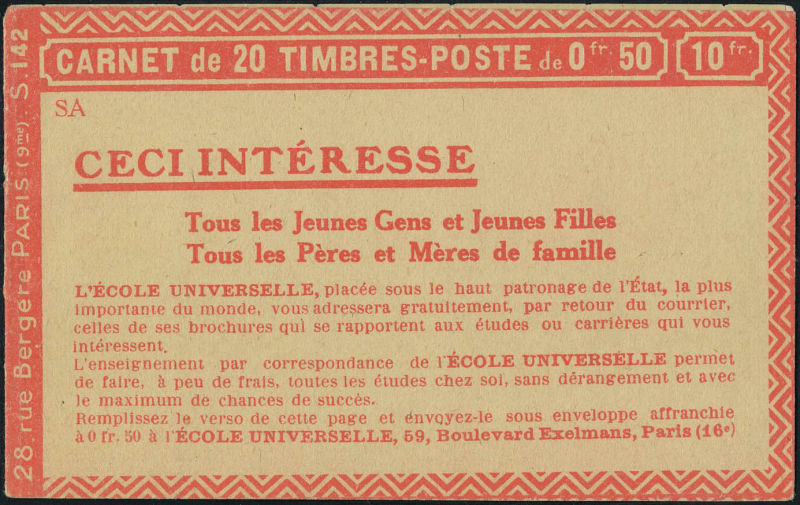 CARNET de 20 TIMBRES-POSTE de 0 fr. 50 10 fr.
SA
CECI INTÉRESSE
Tous les Jeunes Gens et Jeunes Filles
Tous les Pères et Mères de famille
L'ÉCOLE UNIVERSELLE, placée sous le haut patronage de l'État, la plus
importante du monde, vous adressera gratuitement, par retour du courrier,
celles de ses brochures qui se rapportent aux études ou carrières qui vous
intéressent.
L'enseignement par correspondance de l'ÉCOLE UNIVERSELLE permet
de faire, à peu de frais, toutes les études chez soi, sans dérangement et avec
le maximum de chances de succès.
Remplissez le verso de cette page et envoyez-le sous enveloppe affranchie
à 0 fr. 50 à l'ÉCOLE UNIVERSELLE, 59, Boulevard Exelmans, Paris (16e)
28. rue Bergère PARIS (9me). S. 142